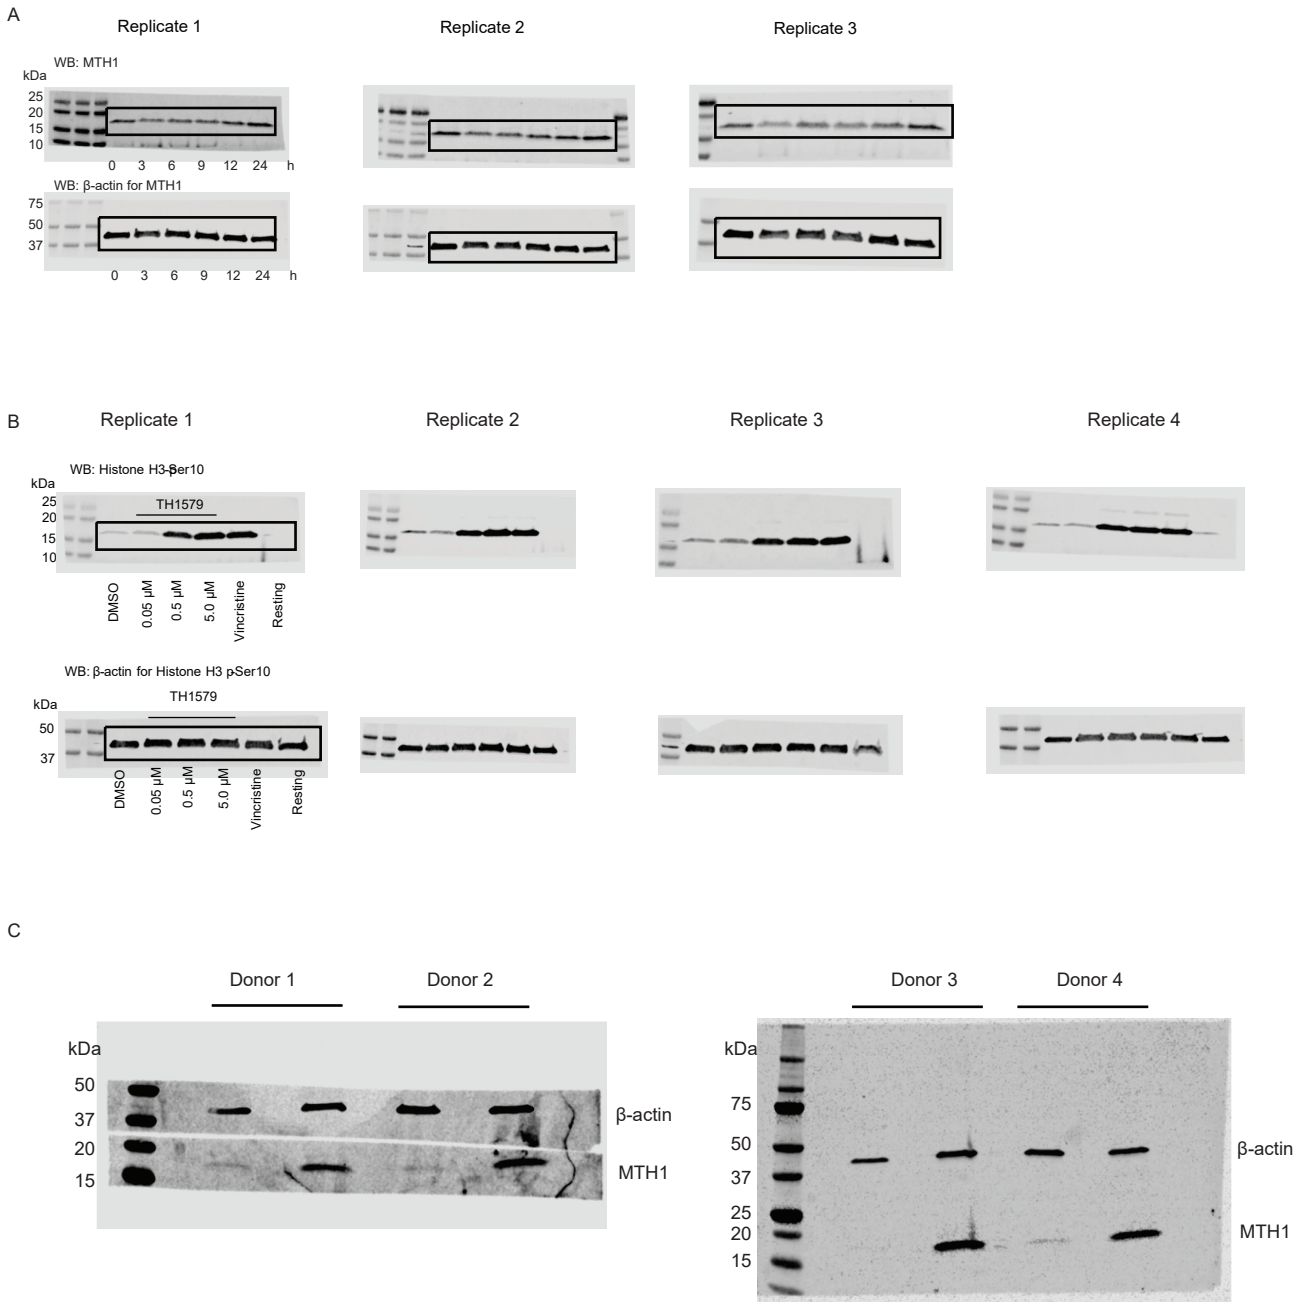 A
Replicate 1
Replicate 2
Replicate 3
WB: MTH1
kDa
25
20
15
10
0 3 6 9 12 24 h
WB: β-actin for MTH1
75
50
37
0 3 6 9 12 24 h
B
Replicate 1
Replicate 2
Replicate 3
Replicate 4
WB: Histone H3-pSer10
kDa
TH1579
25
20
15
10
DMSO
0.05 µM
0.5 µM
5.0 µM
Vincristine
Resting
WB: β-actin for Histone H3 p-Ser10
TH1579
kDa
50
37
DMSO
0.05 µM
0.5 µM
5.0 µM
Vincristine
Resting
C
Donor 1
Donor 2
kDa
50
37
20
15
β-actin
MTH1
Donor 3
Donor 4
kDa
75
50
37
25
20
15
β-actin
MTH1